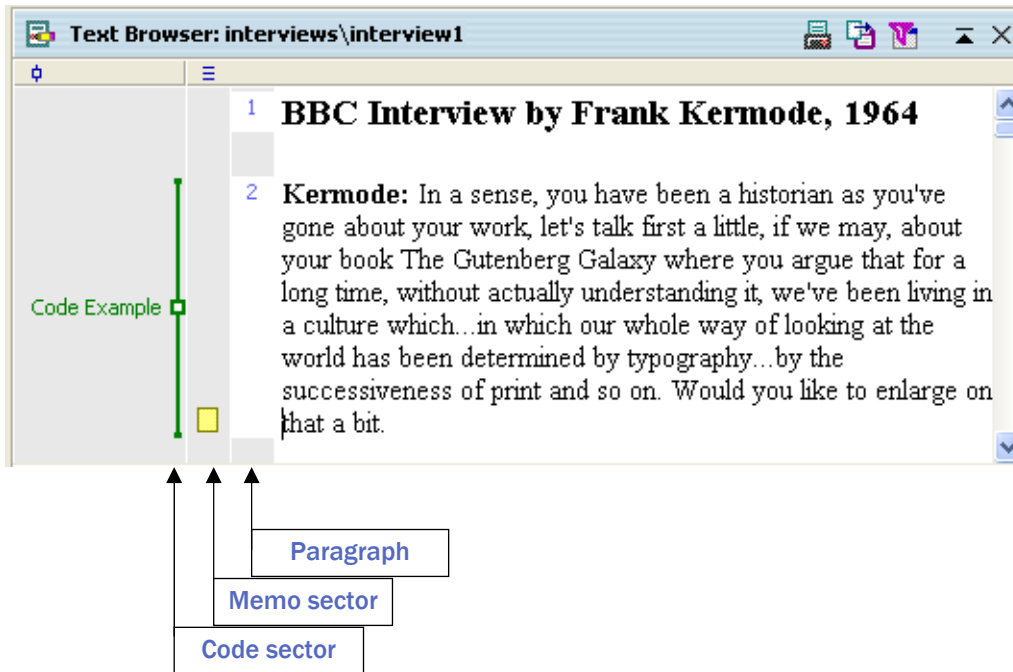 Text Browser: interviews\interview1
1 BBC Interview by Frank Kermode, 1964
2 Kermode: In a sense, you have been a historian as you've
gone about your work, let's talk first a little, if we may, about
your book The Gutenberg Galaxy where you argue that for a
long time, without actually understanding it, we've been living in
Code Example
a culture which...in which our whole way of looking at the
world has been determined by typography...by the
successiveness of print and so on. Would you like to enlarge on
that a bit.
Paragraph
Memo sector
Code sector